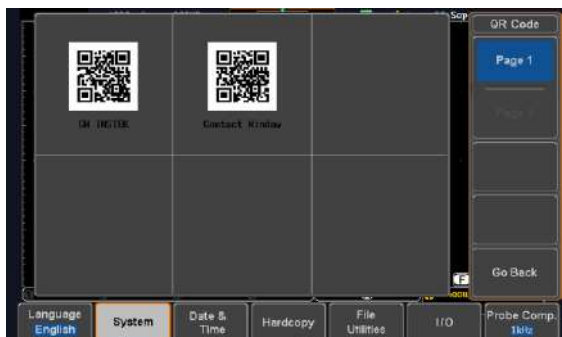 Sep
QR Code
Page 1
GW INSTEK
Contact Window
Go Back
F
Language
English
System
Date &
Time
Hardcopy
File
Utilities
I/O
Probe Comp.
1kHz